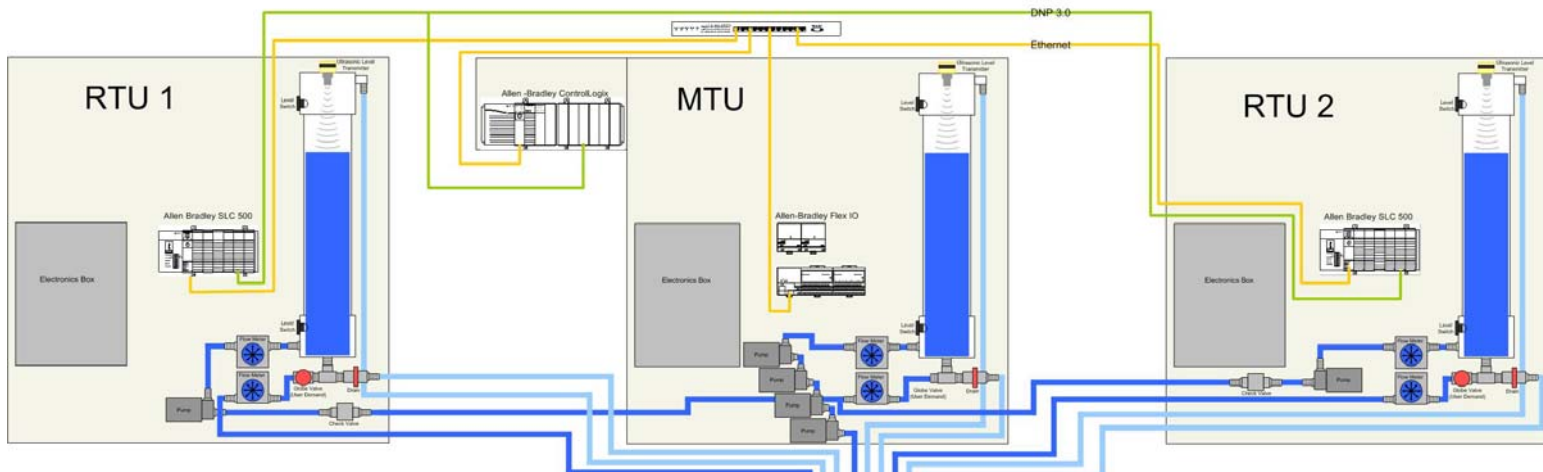 DNP 3.0
Ethernet
RTU 1
Ultrasonic Level
Transmitter
Level
Switch
Allen Bradley SLC 500
Electronics Box
Level
Switch
Flow Meter
Flow Meter
Pump
Globe Valve
(User Demand)
Drain
Check Valve
Allen -Bradley ControlLogix
MTU
Ultrasonic Level
Transmitter
Level
Switch
Allen-Bradley Flex IO
Electronics Box
Level
Switch
Flow Meter
Flow Meter
Pump
Pump
Pump
Pump
Globe Valve
(User Demand)
Drain
RTU 2
Ultrasonic Level
Transmitter
Level
Switch
Allen Bradley SLC 500
Electronics Box
Level
Switch
Flow Meter
Flow Meter
Pump
Check Valve
Globe Valve
(User Demand)
Drain